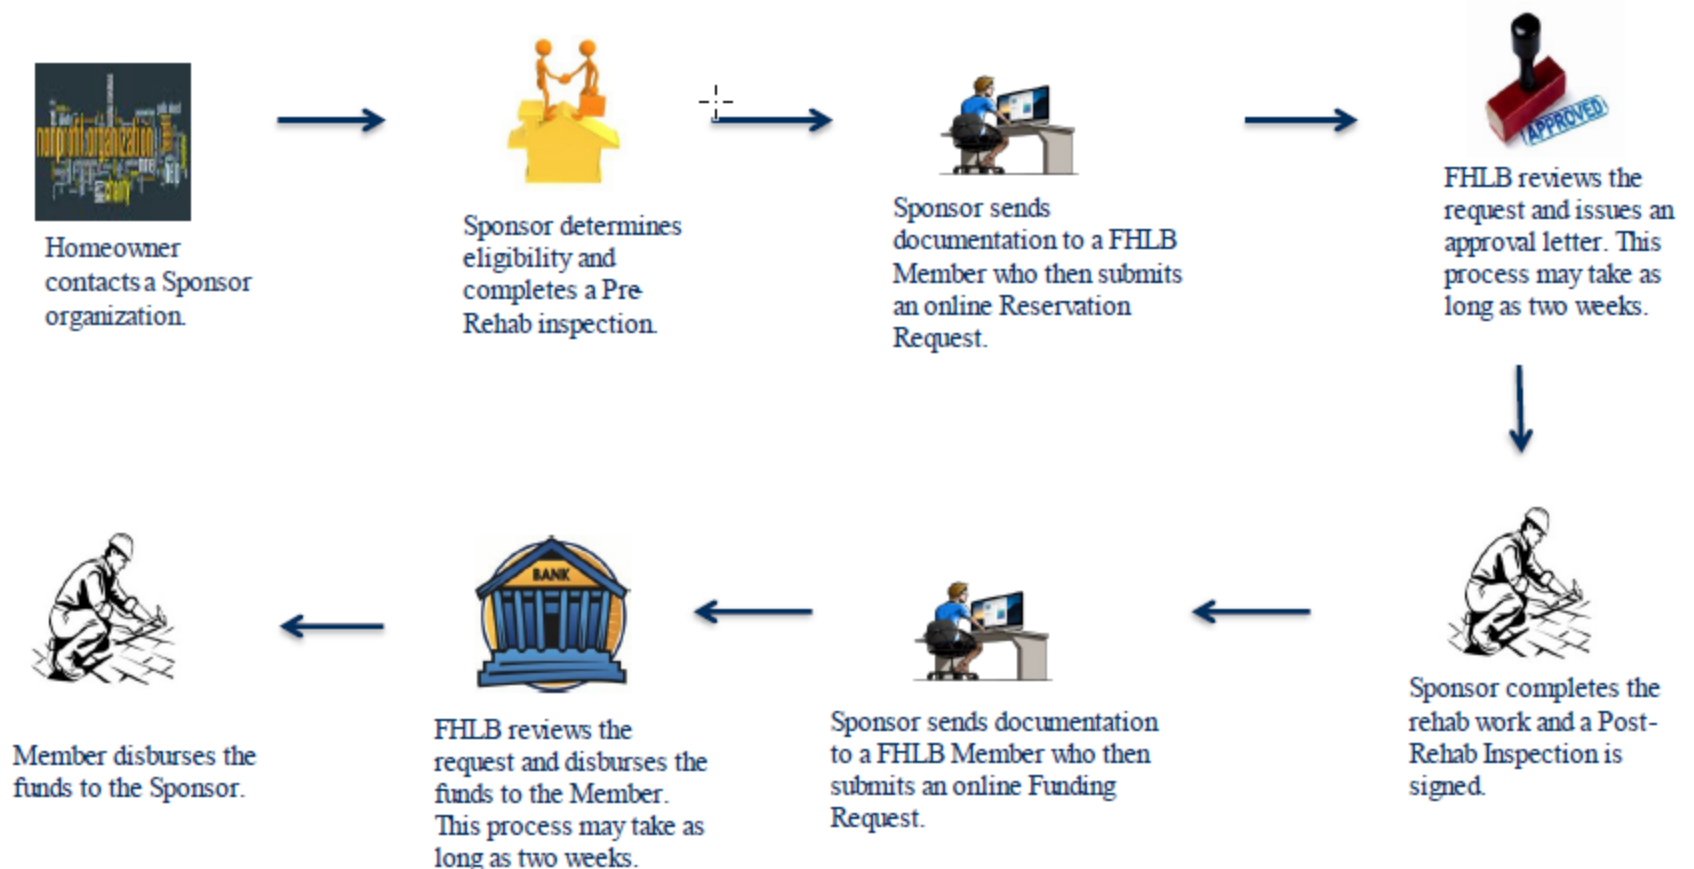 nonprofit organization
charity
Homeowner
contacts a Sponsor
organization.
Sponsor determines
eligibility and
completes a Pre-
Rehab inspection.
Sponsor sends
documentation to a FHLB
Member who then submits
an online Reservation
Request.
APPROVED
FHLB reviews the
request and issues an
approval letter. This
process may take as
long as two weeks.
Sponsor completes the
rehab work and a Post-
Rehab Inspection is
signed.
Sponsor sends documentation
to a FHLB Member who then
submits an online Funding
Request.
BANK
FHLB reviews the
request and disburses the
funds to the Member.
This process may take as
long as two weeks.
Member disburses the
funds to the Sponsor.